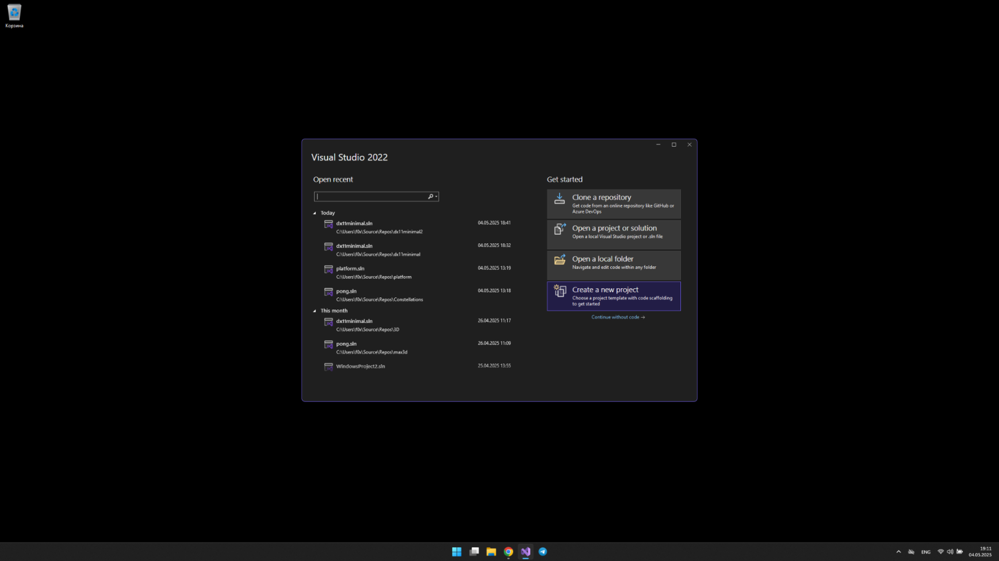 Корзина
Visual Studio 2022
Open recent
Today
dx11minimal.sln 04.05.2025 18:41
C:\Users\f0x\Source\Repos\dx11minimal2
dx11minimal.sln 04.05.2025 18:32
C:\Users\f0x\Source\Repos\dx11minimal
platform.sln 04.05.2025 13:19
C:\Users\f0x\Source\Repos\platform
pong.sln 04.05.2025 13:18
C:\Users\f0x\Source\Repos\Constellations
This month
dx11minimal.sln 26.04.2025 11:17
C:\Users\f0x\Source\Repos\3D
pong.sln 26.04.2025 11:09
C:\Users\f0x\Source\Repos\max3d
WindowsProject2.sln 25.04.2025 13:55
Get started
Clone a repository
Get code from an online repository like GitHub or
Azure DevOps
Open a project or solution
Open a local Visual Studio project or .sln file
Open a local folder
Navigate and edit code within any folder
Create a new project
Choose a project template with code scaffolding
to get started
Continue without code →
ENG
19:11
04.05.2025